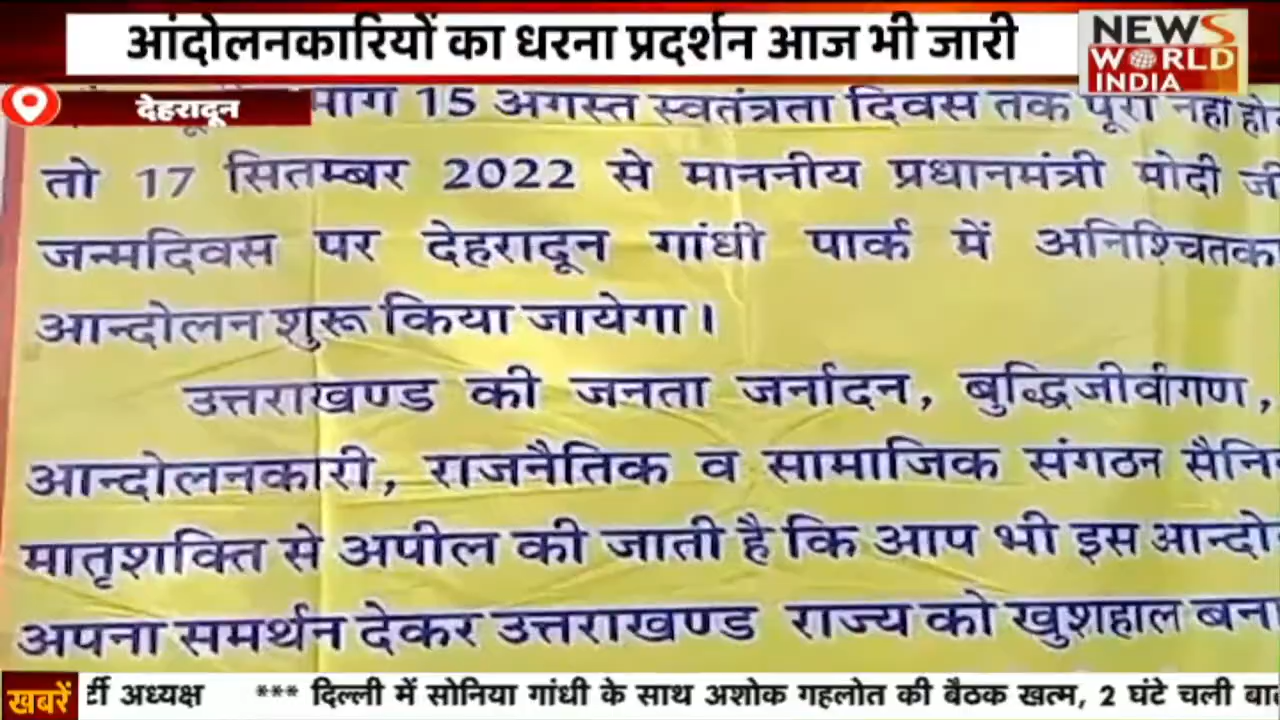 आंदोलनकारियों का धरना प्रदर्शन आज भी जारी
NEWS
WORLD
INDIA
देहरादून
15 अगस्त स्वतंत्रता दिवस तक पूरा नहीं
तो 17 सितम्बर 2022 से माननीय प्रधानमंत्री मोदी जी
जन्मदिवस पर देहरादून गांधी पार्क में अनिश्चितका
आन्दोलन शुरू किया जायेगा।
उत्तराखण्ड की जनता जर्नादन, बुद्धिजीवीगण,
आन्दोलनकारी, राजनैतिक व सामाजिक संगठन सैनि
मातृशक्ति से अपील की जाती है कि आप भी इस आन्दो
अपना समर्थन देकर उत्तराखण्ड राज्य को खुशहाल बना
खबरें र्टी अध्यक्ष *** दिल्ली में सोनिया गांधी के साथ अशोक गहलोत की बैठक खत्म, 2 घंटे चली